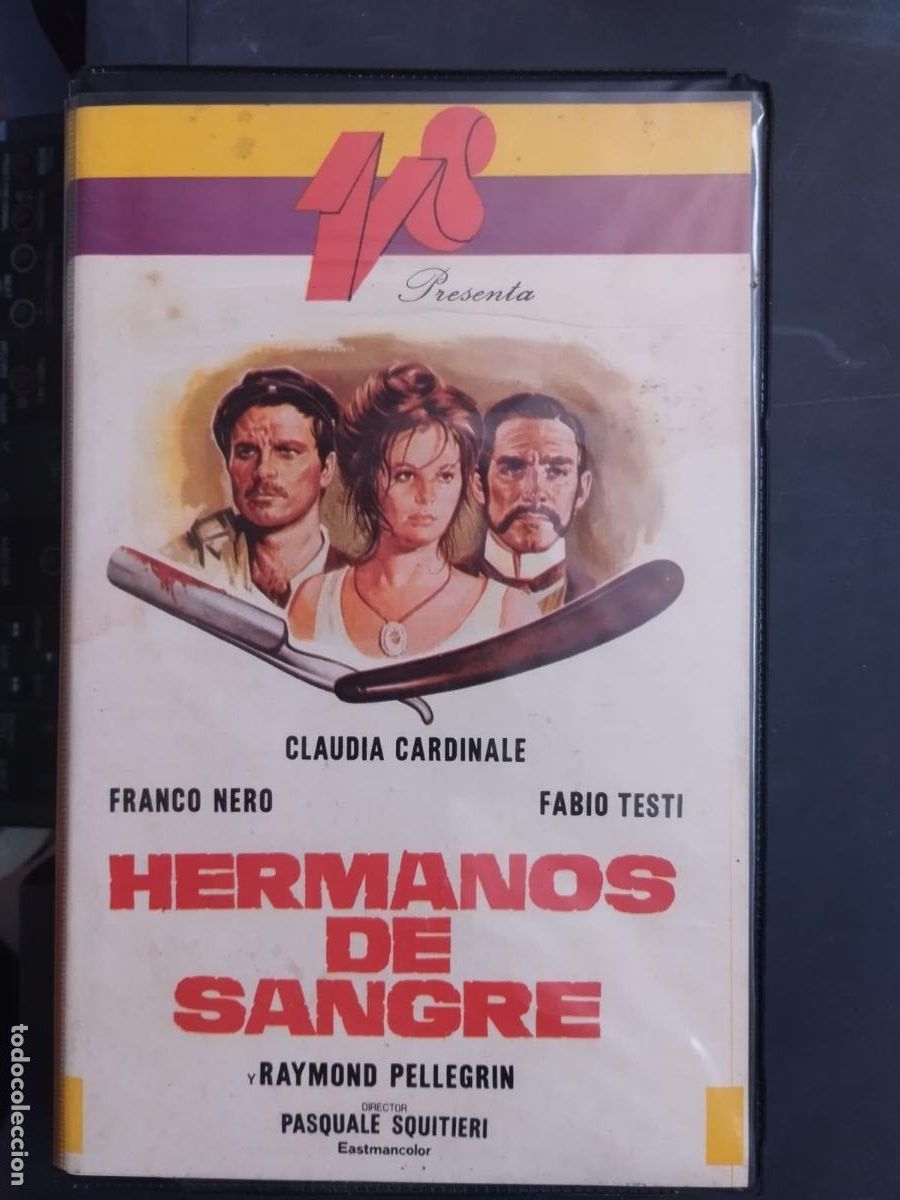 Presenta
CLAUDIA CARDINALE
FRANCO NERO
FABIO TESTI
HERMANOS
DE
SANGRE
Y RAYMOND PELLEGRIN
DIRECTOR
PASQUALE SQUITIERI
Eastmancolor
todocoleccion